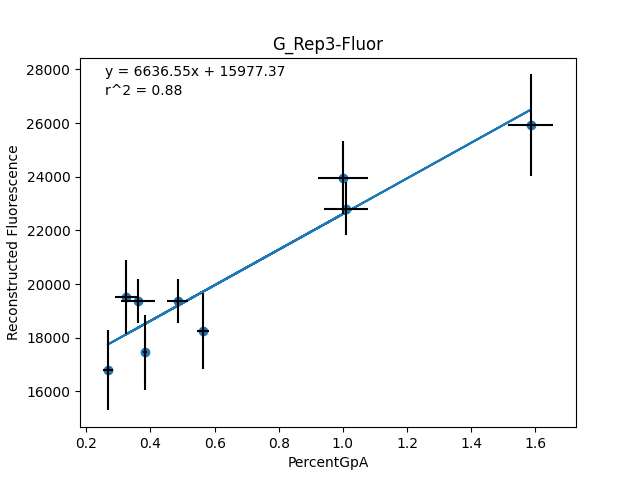 G_Rep3-Fluor
y = 6636.55x + 15977.37
r^2 = 0.88
28000
26000
24000
22000
20000
18000
16000
Reconstructed Fluorescence
0.2 0.4 0.6 0.8 1.0 1.2 1.4 1.6
PercentGpA